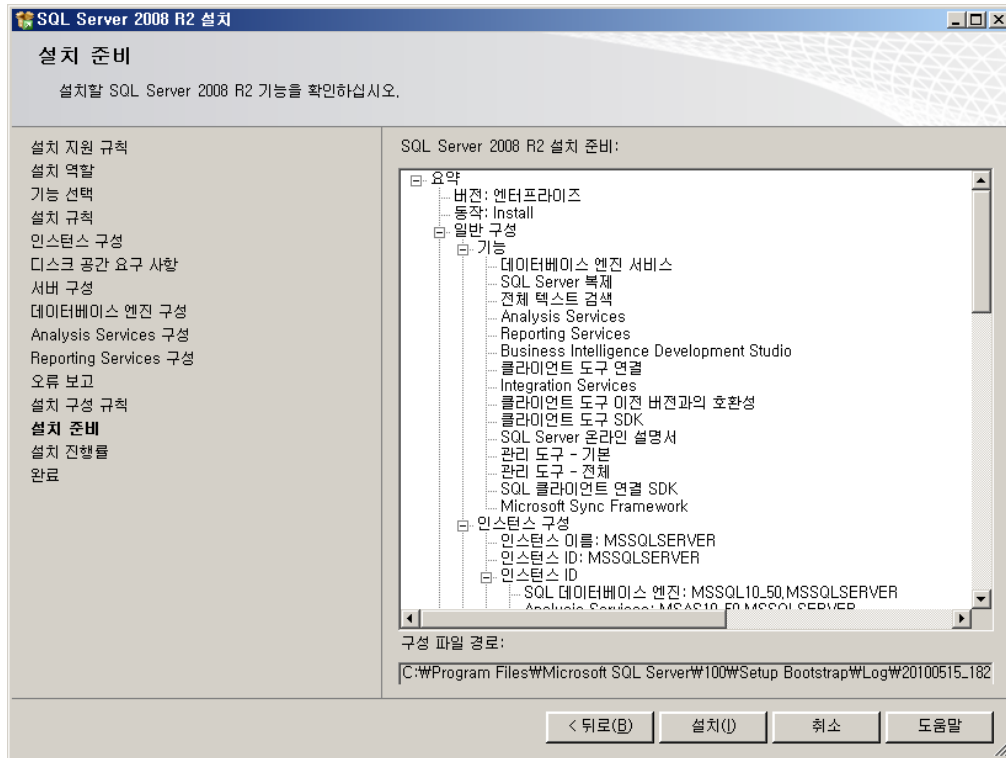 SQL Server 2008 R2 설치
설치 준비
설치할 SQL Server 2008 R2 기능을 확인하십시오.
설치 지원 규칙
설치 역할
기능 선택
설치 규칙
인스턴스 구성
디스크 공간 요구 사항
서버 구성
데이터베이스 엔진 구성
Analysis Services 구성
Reporting Services 구성
오류 보고
설치 구성 규칙
설치 준비
설치 진행률
완료
SQL Server 2008 R2 설치 준비:
요약
버전: 엔터프라이즈
동작: Install
일반 구성
기능
데이터베이스 엔진 서비스
SQL Server 복제
전체 텍스트 검색
Analysis Services
Reporting Services
Business Intelligence Development Studio
클라이언트 도구 연결
Integration Services
클라이언트 도구 이전 버전과의 호환성
클라이언트 도구 SDK
SQL Server 온라인 설명서
관리 도구 - 기본
관리 도구 - 전체
SQL 클라이언트 연결 SDK
Microsoft Sync Framework
인스턴스 구성
인스턴스 이름: MSSQLSERVER
인스턴스 ID: MSSQLSERVER
인스턴스 ID
SQL 데이터베이스 엔진: MSSQL10_50.MSSQLSERVER
Analysis Services: MSAS10_50.MSSQLSERVER
구성 파일 경로:
C:₩Program Files₩Microsoft SQL Server₩100₩Setup Bootstrap₩Log₩20100515_182
< 뒤로(B)
설치(I)
취소
도움말